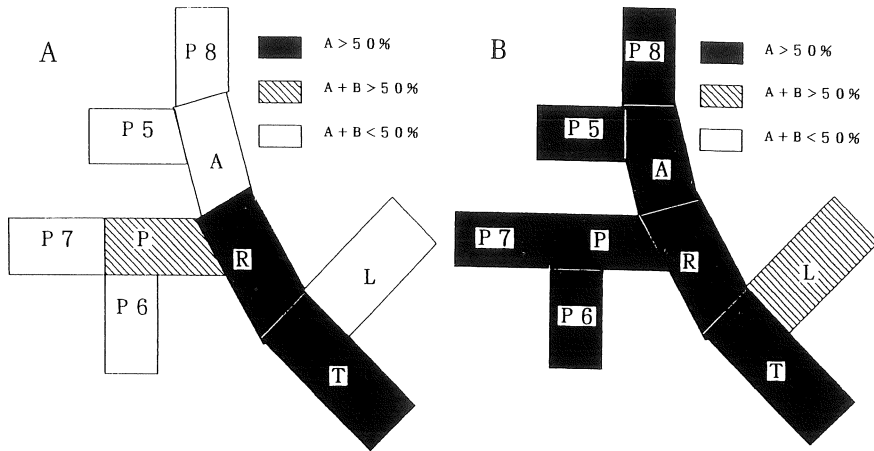 A
P 8
A > 5 0 %
A + B > 5 0 %
A + B < 5 0 %
P 5
A
P 7
P
R
L
P 6
T
B
P 8
A > 5 0 %
A + B > 5 0 %
A + B < 5 0 %
P 5
A
P 7
P
R
L
P 6
T